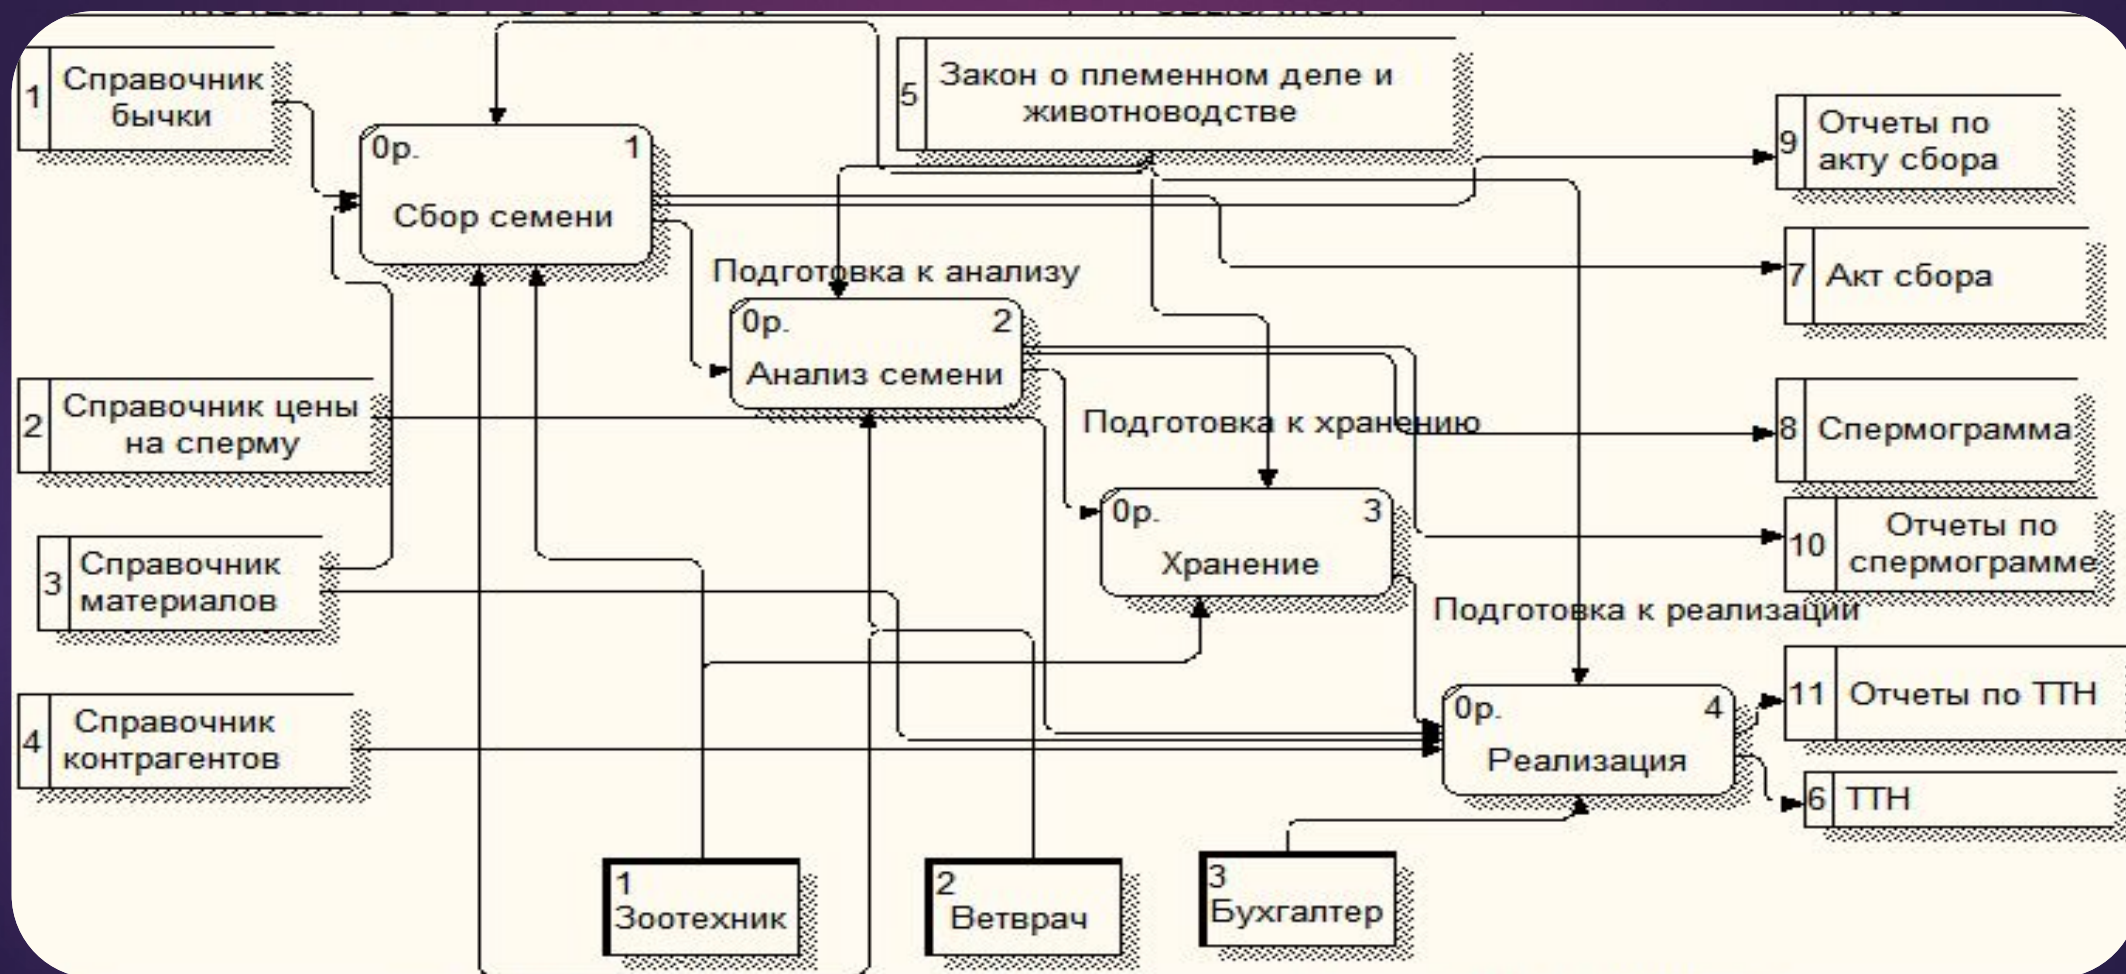 1
Справочник
бычки
5
Закон о племенном деле и
животноводстве
9
Отчеты по
акту сбора
0р. 1
Сбор семени
7
Акт сбора
Подготовка к анализу
0р. 2
Анализ семени
2
Справочник цены
на сперму
Подготовка к хранению
8
Спермограмма
0р. 3
Хранение
10
Отчеты по
спермограмме
3
Справочник
материалов
Подготовка к реализации
4
Справочник
контрагентов
0р. 4
Реализация
11
Отчеты по ТТН
6
ТТН
1
Зоотехник
2
Ветврач
3
Бухгалтер